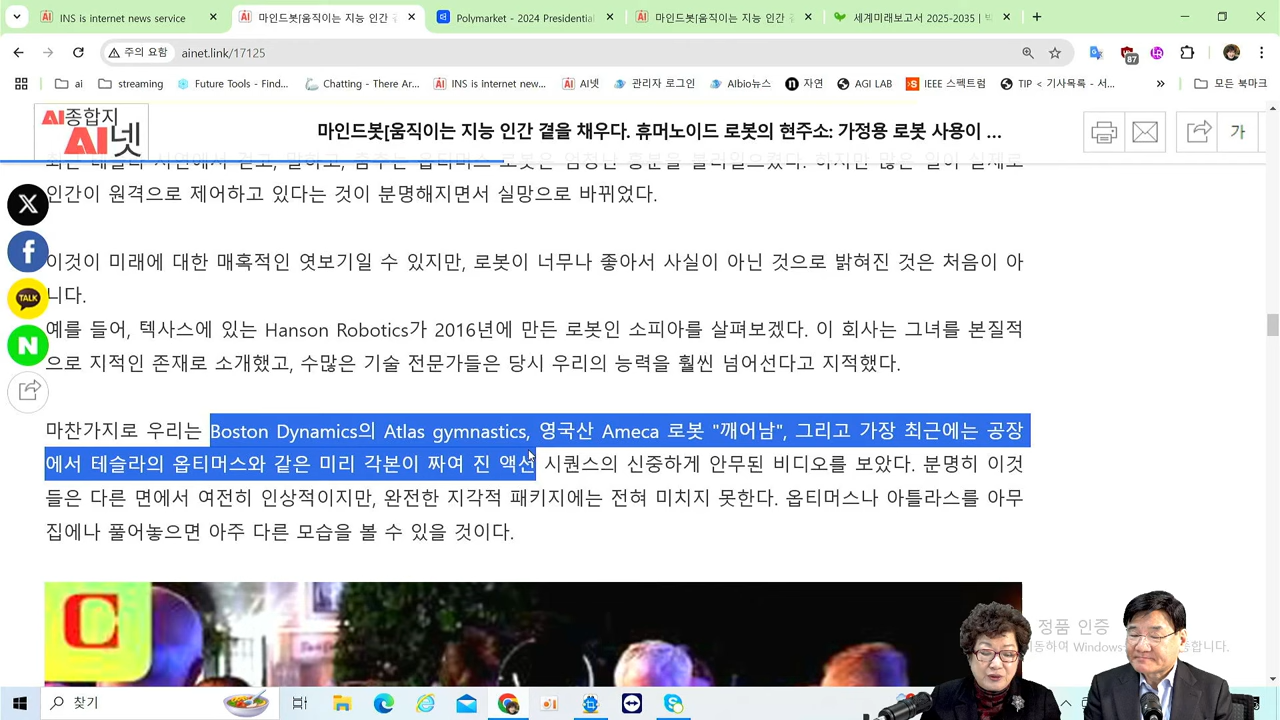 INS is internet news service
마인드봇[움직이는 지능 인간 결
Polymarket - 2024 Presidential
마인드봇[움직이는 지능 인간 결
세계미래보고서 2025-2035 | 박
주의 요함
ainet.link/17125
87
ai
streaming
Future Tools - Find...
Chatting - There Ar...
INS is internet new...
AI넷
관리자 로그인
AIbio뉴스
자연
AGI LAB
IEEE 스펙트럼
TIP < 기사목록 - 서...
모든 북마크
AI종합지
AI넷
마인드봇[움직이는 지능 인간 곁을 채우다. 휴머노이드 로봇의 현주소: 가정용 로봇 사용이 ...
가
인간이 원격으로 제어하고 있다는 것이 분명해지면서 실망으로 바뀌었다.
이것이 미래에 대한 매혹적인 엿보기일 수 있지만, 로봇이 너무나 좋아서 사실이 아닌 것으로 밝혀진 것은 처음이 아
니다.
TALK
예를 들어, 텍사스에 있는 Hanson Robotics가 2016년에 만든 로봇인 소피아를 살펴보겠다. 이 회사는 그녀를 본질적
N
으로 지적인 존재로 소개했고, 수많은 기술 전문가들은 당시 우리의 능력을 훨씬 넘어선다고 지적했다.
마찬가지로 우리는 Boston Dynamics의 Atlas gymnastics, 영국산 Ameca 로봇 "깨어남", 그리고 가장 최근에는 공장
에서 테슬라의 옵티머스와 같은 미리 각본이 짜여 진 액션 시퀀스의 신중하게 안무된 비디오를 보았다. 분명히 이것
들은 다른 면에서 여전히 인상적이지만, 완전한 지각적 패키지에는 전혀 미치지 못한다. 옵티머스나 아틀라스를 아무
집에나 풀어놓으면 아주 다른 모습을 볼 수 있을 것이다.
C
정품 인증
찾기